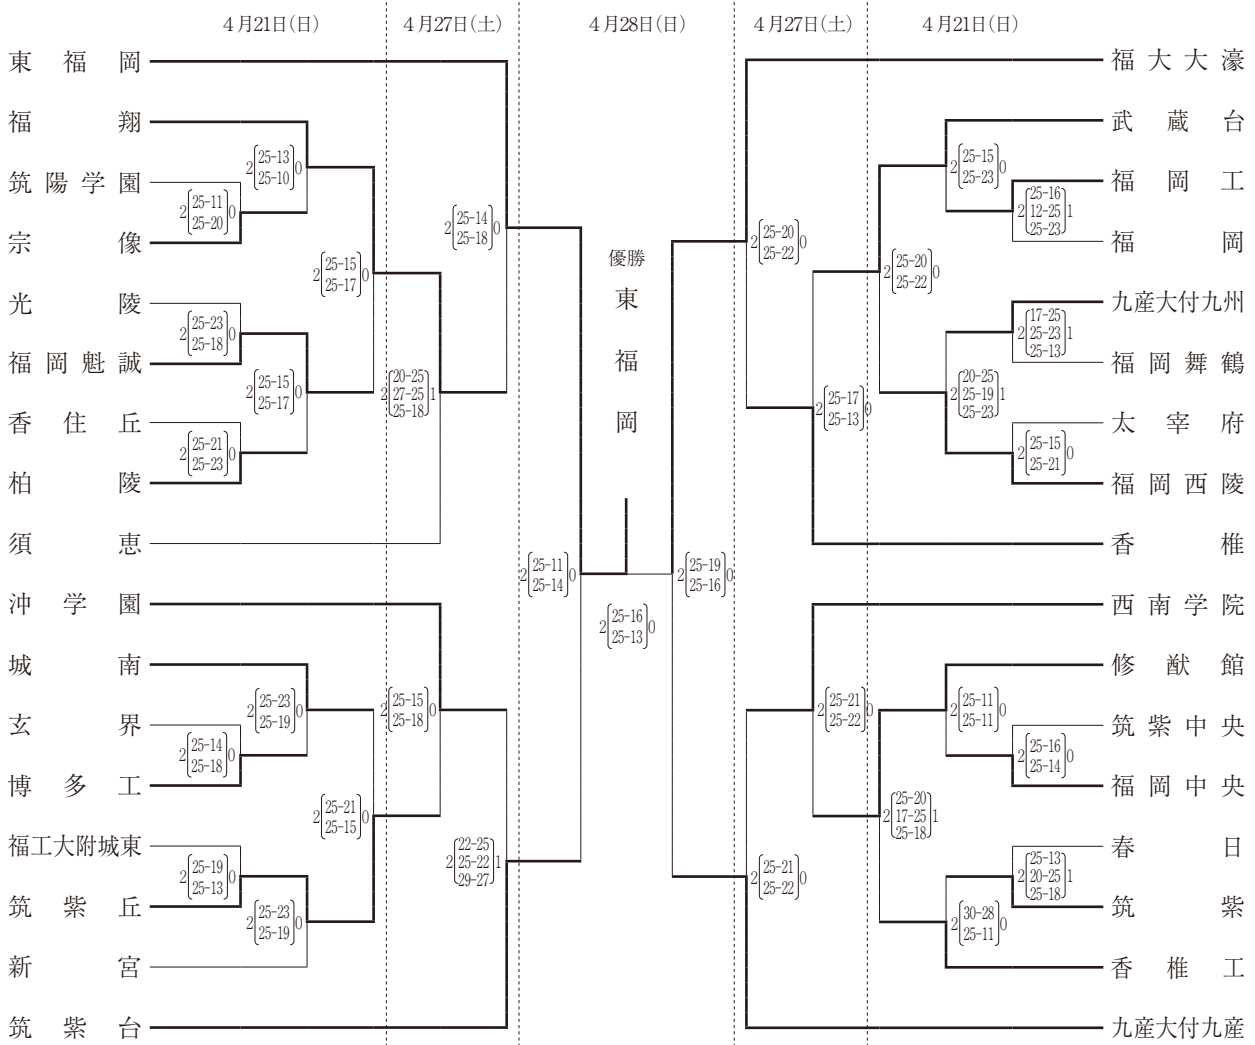 4月21日(日) 4月27日(土) 4月28日(日) 4月27日(土) 4月21日(日)
東福岡
福翔
筑陽学園
宗像
光陵
福岡魁誠
香住丘
柏陵
須恵
沖学園
城南
玄界
博多工
福工大附城東
筑紫丘
新宮
筑紫台
2 25-13 0
25-10
2 25-11 0
25-20
2 25-15 0
25-17
2 25-23 0
25-18
2 25-15 0
25-17
2 25-21 0
25-23
2 25-14 0
25-18
20-25
2 27-25 1
25-18
2 25-23 0
25-19
2 25-14 0
25-18
2 25-15 0
25-18
2 25-21 0
25-15
2 25-19 0
25-13
2 25-23 0
25-19
22-25
2 25-22 1
29-27
2 25-11 0
25-14
優勝
東
福
岡
2 25-16 0
25-13
2 25-19 0
25-16
2 25-20 0
25-22
2 25-17 0
25-13
2 25-20 0
25-22
2 25-15 0
25-23
25-16
2 12-25 1
25-23
17-25
2 25-23 1
25-13
20-25
2 25-19 1
25-23
2 25-15 0
25-21
2 25-21 0
25-22
2 25-11 0
25-11
2 25-16 0
25-14
25-20
2 17-25 1
25-18
2 25-21 0
25-22
25-13
2 20-25 1
25-18
2 30-28 0
25-11
福大大濠
武蔵台
福岡工
福岡
九産大付九州
福岡舞鶴
太宰府
福岡西陵
香椎
西南学院
修猷館
筑紫中央
福岡中央
春日
筑紫
香椎工
九産大付九産